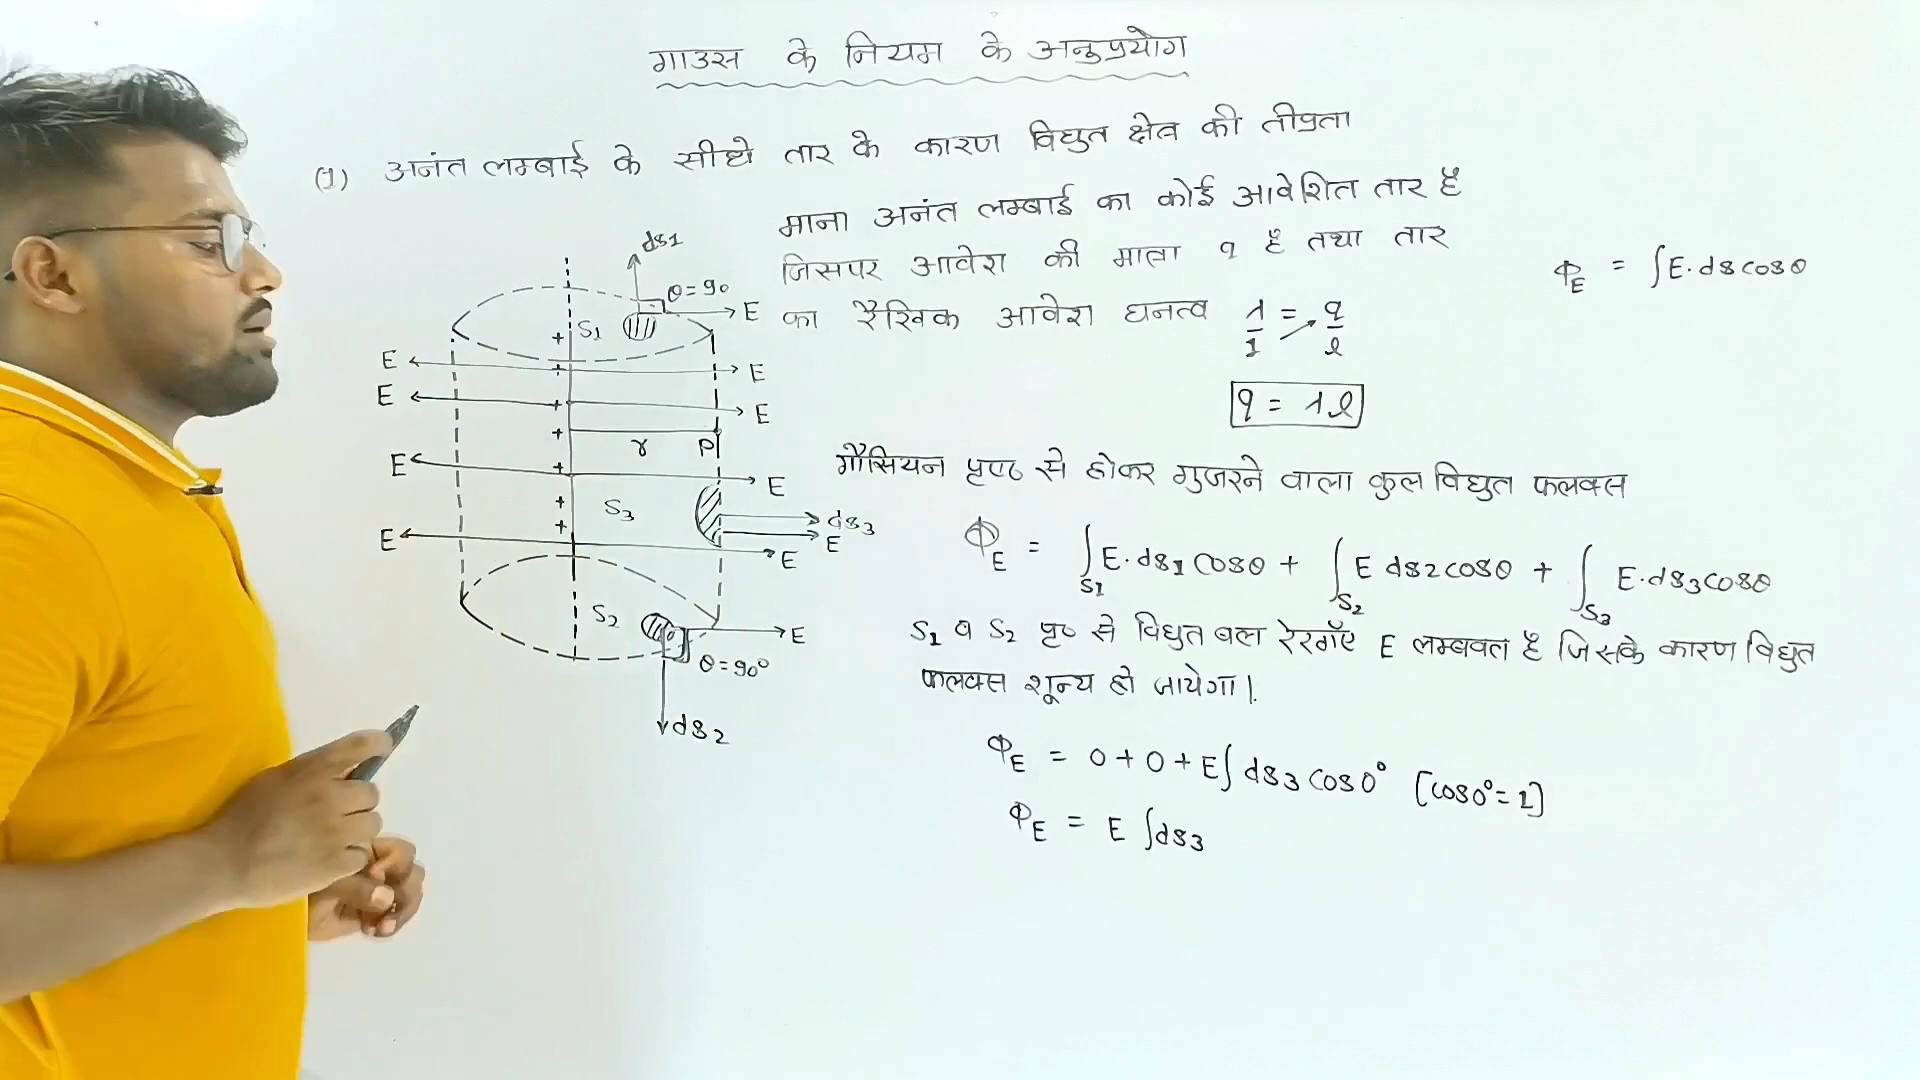 गाउस के नियम के अनुप्रयोग
(1) अनंत लम्बाई के सीधे तार के कारण विद्युत क्षेत्र की तीव्रता
माना अनंत लम्बाई का कोई आवेशित तार है
जिसपर आवेश की मात्रा q है तथा तार
का रैखिक आवेश घनत्व λ/1 = q/l
q = λl
ΦE = ∫E.ds cosθ
गौसियन पृष्ठ से होकर गुजरने वाला कुल विद्युत फलक्स
ΦE = ∫S1 E.ds1 cosθ + ∫S2 E ds2 cosθ + ∫S3 E.ds3 cosθ
S1 व S2 पृ० से विद्युत बल रेखाएँ E लम्बवत है जिसके कारण विद्युत
फलक्स शून्य हो जायेगा।
ΦE = 0 + 0 + E∫ds3 cos0° [cos0° = 1]
ΦE = E ∫ds3
ds1
θ = 90
E
S1
+
E
+
E
E
+
E
+
r
P
E
+
E
+
S3
ds3
+
E
E
E
S2
E
θ = 90°
ds2